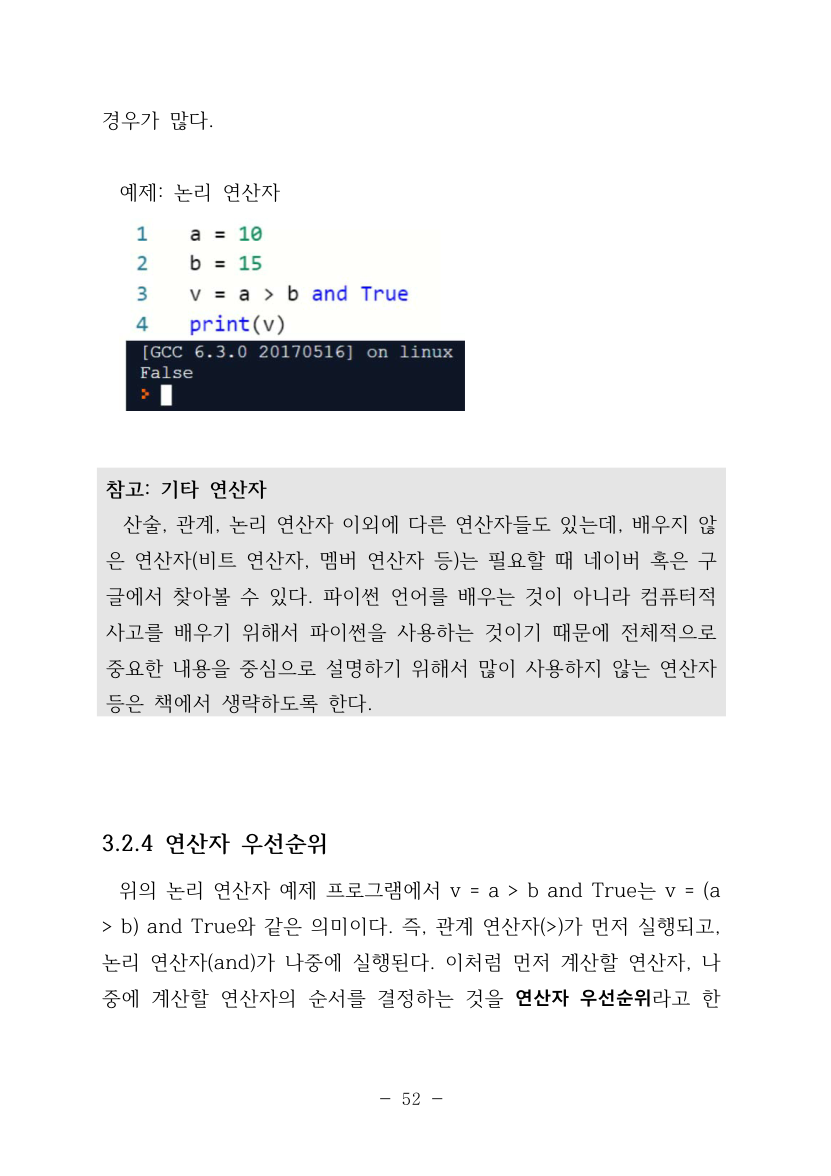 경우가 많다.
예제: 논리 연산자
1 a = 10
2 b = 15
3 v = a > b and True
4 print(v)
[GCC 6.3.0 20170516] on linux
False
>
참고: 기타 연산자
산술, 관계, 논리 연산자 이외에 다른 연산자들도 있는데, 배우지 않
은 연산자(비트 연산자, 멤버 연산자 등)는 필요할 때 네이버 혹은 구
글에서 찾아볼 수 있다. 파이썬 언어를 배우는 것이 아니라 컴퓨터적
사고를 배우기 위해서 파이썬을 사용하는 것이기 때문에 전체적으로
중요한 내용을 중심으로 설명하기 위해서 많이 사용하지 않는 연산자
등은 책에서 생략하도록 한다.
3.2.4 연산자 우선순위
위의 논리 연산자 예제 프로그램에서 v = a > b and True는 v = (a
> b) and True와 같은 의미이다. 즉, 관계 연산자(>)가 먼저 실행되고,
논리 연산자(and)가 나중에 실행된다. 이처럼 먼저 계산할 연산자, 나
중에 계산할 연산자의 순서를 결정하는 것을 연산자 우선순위라고 한
- 52 -